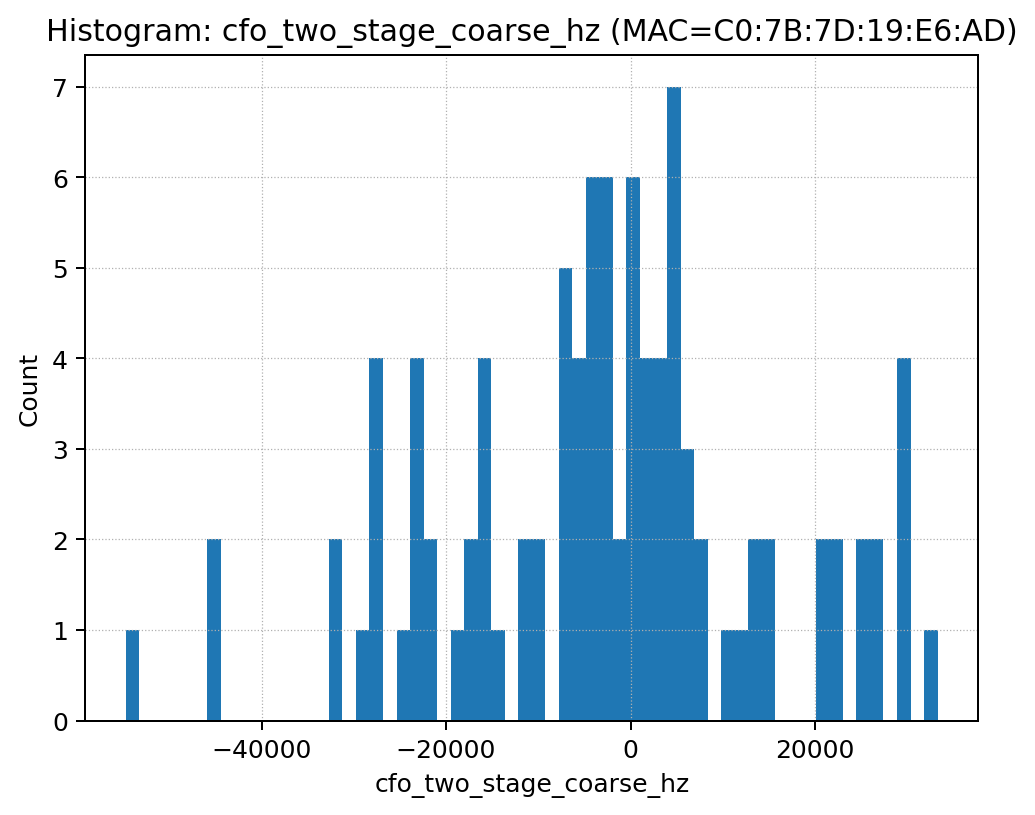 Histogram: cfo_two_stage_coarse_hz (MAC=C0:7B:7D:19:E6:AD)
7
6
5
4
3
2
1
0
Count
−40000 −20000 0 20000
cfo_two_stage_coarse_hz